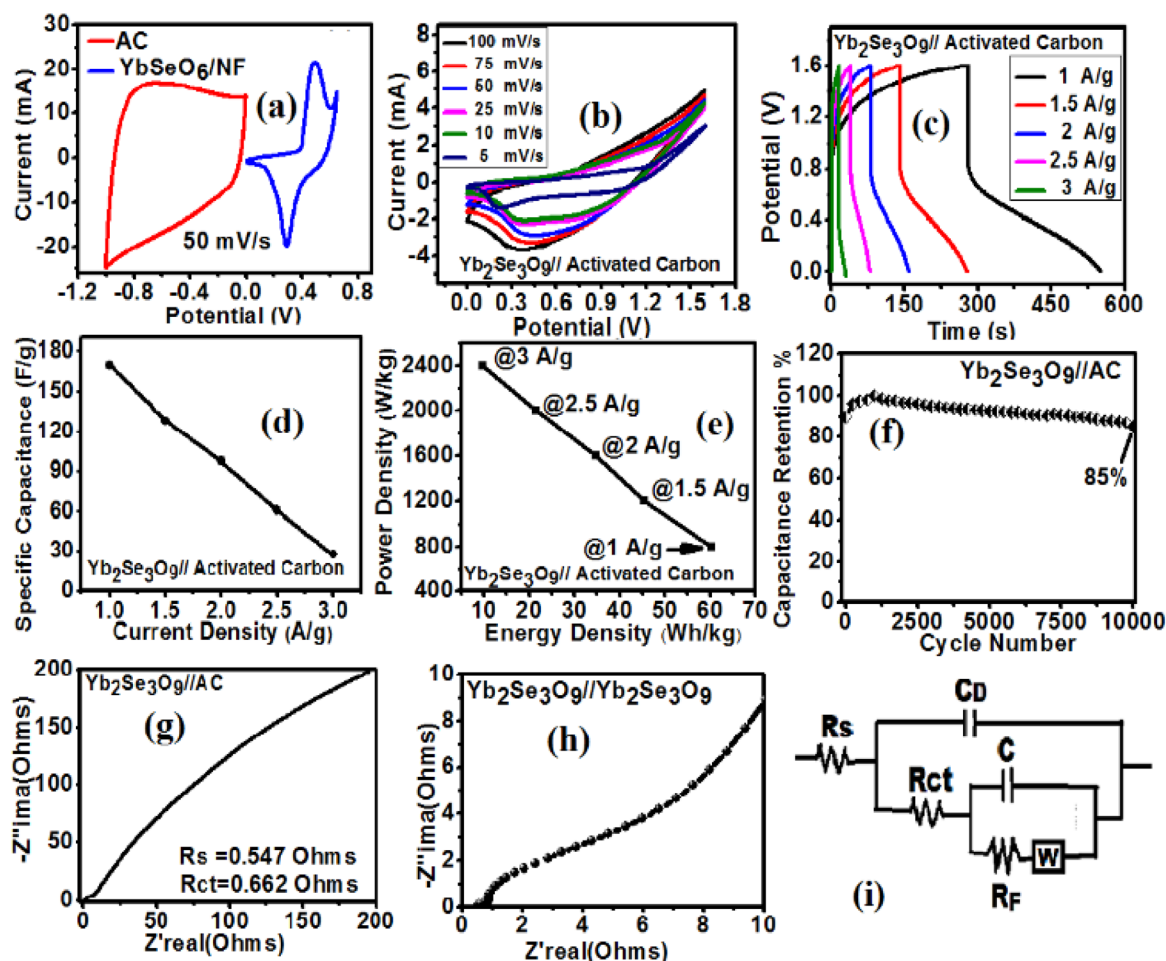 AC
YbSeO6/NF
(a)
50 mV/s
Current (mA)
30
20
10
0
-10
-20
-1.2 -0.6 0.0 0.6 1.2
Potential (V)
100 mV/s
75 mV/s
50 mV/s
25 mV/s
10 mV/s
5 mV/s
(b)
Current (mA)
8
6
4
2
0
-2
-4
Yb2Se3O9// Activated Carbon
0.0 0.3 0.6 0.9 1.2 1.5 1.8
Potential (V)
Yb2Se3O9// Activated Carbon
(c)
1 A/g
1.5 A/g
2 A/g
2.5 A/g
3 A/g
Potential (V)
1.6
1.2
0.8
0.4
0.0
0 150 300 450 600
Time (s)
Specific Capacitance (F/g)
180
150
120
90
60
30
0
(d)
Yb2Se3O9// Activated Carbon
1.0 1.5 2.0 2.5 3.0
Current Density (A/g)
Power Density (W/kg)
2400
2000
1600
1200
800
400
@3 A/g
@2.5 A/g
(e)
@2 A/g
@1.5 A/g
@1 A/g
Yb2Se3O9// Activated Carbon
10 20 30 40 50 60 70
Energy Density (Wh/kg)
Capacitance Retention %
120
100
80
60
40
20
0
Yb2Se3O9//AC
(f)
85%
0 2500 5000 7500 10000
Cycle Number
Yb2Se3O9//AC
(g)
-Z''ima(Ohms)
200
150
100
50
0
Rs =0.547 Ohms
Rct=0.662 Ohms
0 50 100 150 200
Z'real(Ohms)
Yb2Se3O9//Yb2Se3O9
(h)
-Z''ima(Ohms)
10
8
6
4
2
0
0 2 4 6 8 10
Z'real(Ohms)
CD
Rs
C
Rct
W
RF
(i)